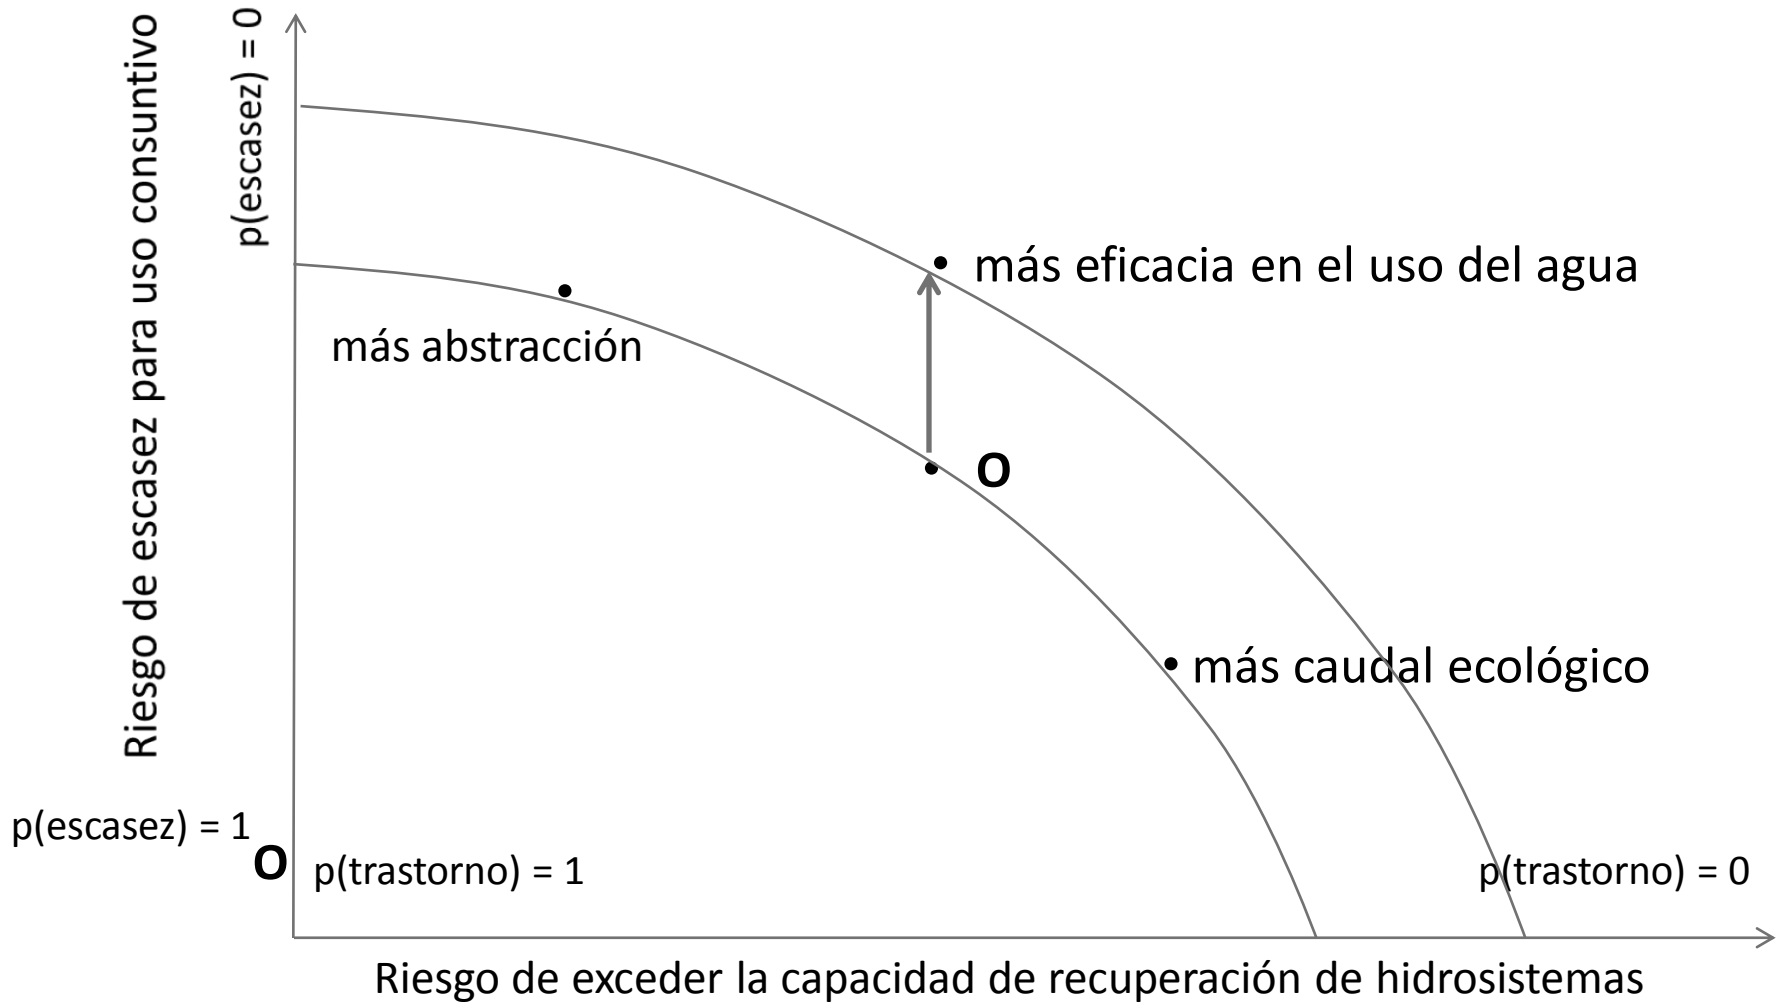 Riesgo de escasez para uso consuntivo
p(escasez) = 0
más eficacia en el uso del agua
más abstracción
O
más caudal ecológico
p(escasez) = 1
O
p(trastorno) = 1
p(trastorno) = 0
Riesgo de exceder la capacidad de recuperación de hidrosistemas